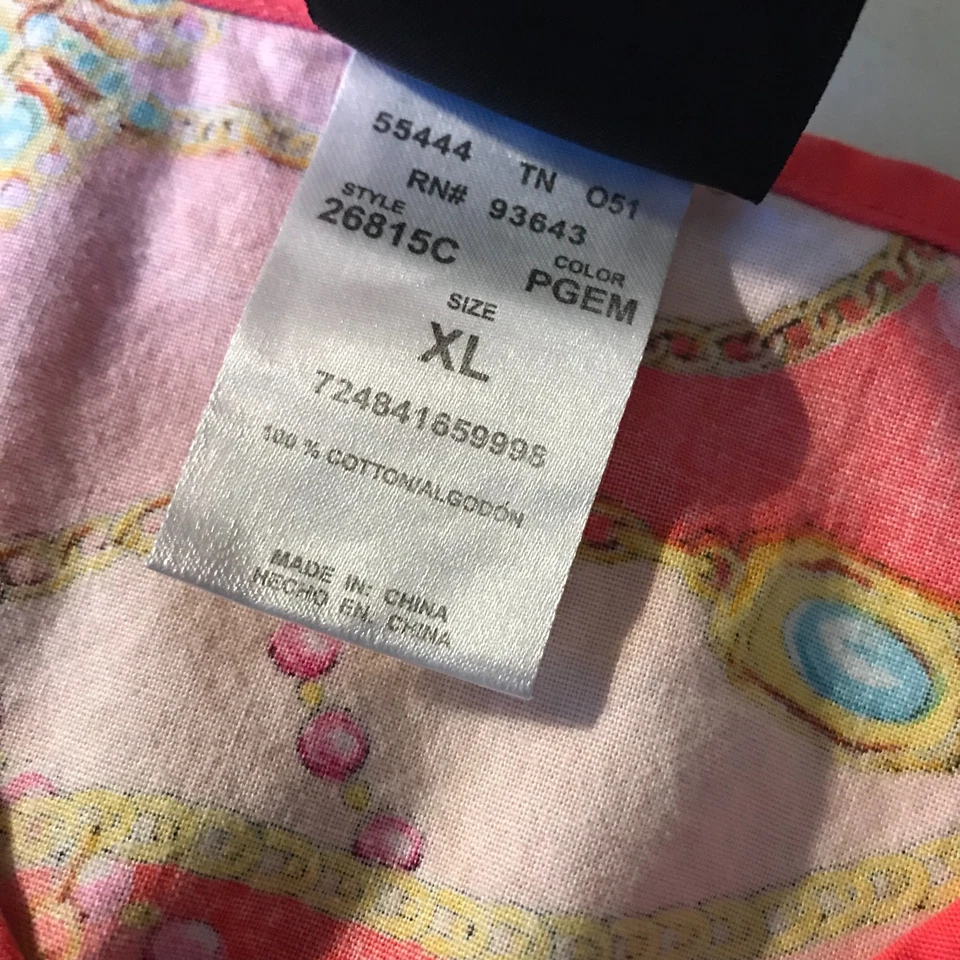 55444 TN O51
RN# 93643
STYLE COLOR
26815C PGEM
SIZE
XL
724841659998
100 % COTTON/ALGODÓN
MADE IN: CHINA
HECHO EN. CHINA